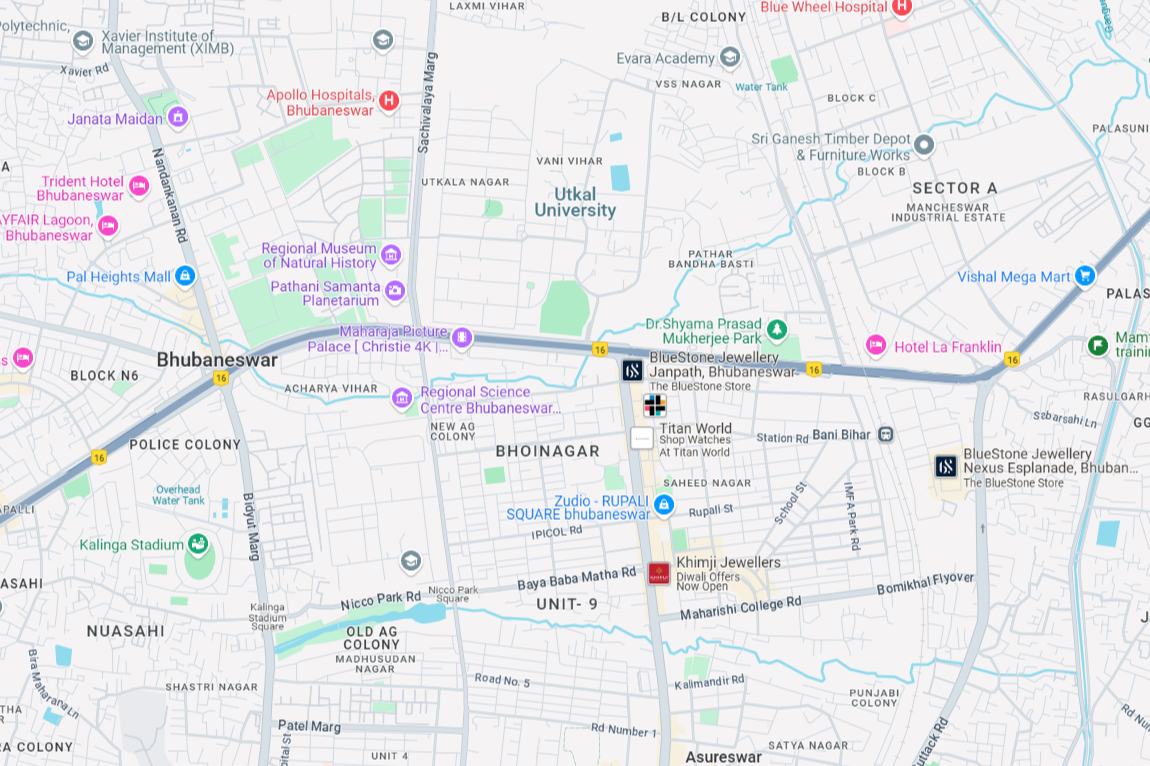 LAXMI VIHAR
B/L COLONY
Blue Wheel Hospital
H
Polytechnic,
Xavier Institute of
Management (XIMB)
Xavier Rd
Sachivalaya Marg
Evara Academy
VSS NAGAR
Water Tank
BLOCK C
Apollo Hospitals,
Bhubaneswar
H
Janata Maidan
Nandankanan Rd
PALASUNI
Sri Ganesh Timber Depot
& Furniture Works
BLOCK B
VANI VIHAR
A
UTKALA NAGAR
Trident Hotel
Bhubaneswar
Utkal
University
SECTOR A
MANCHESWAR
INDUSTRIAL ESTATE
AYFAIR Lagoon,
Bhubaneswar
Regional Museum
of Natural History
PATHAR
BANDHA BASTI
Pal Heights Mall
Pathani Samanta
Planetarium
Vishal Mega Mart
PALAS
Maharaja Picture
Palace [ Christie 4K |...
Dr.Shyama Prasad
Mukherjee Park
Hotel La Franklin
Mamt
trainin
16
16
16
s
Bhubaneswar
BLOCK N6
16
ACHARYA VIHAR
BlueStone Jewellery
Janpath, Bhubaneswar
The BlueStone Store
Regional Science
Centre Bhubaneswar...
RASULGARH
NEW AG
COLONY
Titan World
Shop Watches
At Titan World
Station Rd
Bani Bihar
Sabarsahi Ln
GG
POLICE COLONY
16
BHOINAGAR
BlueStone Jewellery
Nexus Esplanade, Bhuban...
The BlueStone Store
SAHEED NAGAR
Overhead
Water Tank
APALLI
Bidyut Marg
Zudio - RUPALI
SQUARE bhubaneswar
Rupali St
School St
IMFA Park Rd
IPICOL Rd
Kalinga Stadium
Khimji Jewellers
Diwali Offers
Now Open
ASAHI
Baya Baba Matha Rd
Nicco Park
Square
Nicco Park Rd
Bomikhal Flyover
UNIT- 9
Maharishi College Rd
Kalinga
Stadium
Square
NUASAHI
OLD AG
COLONY
J
MADHUSUDAN
NAGAR
Bira Maharana Ln
Road No. 5
Kalimandir Rd
SHASTRI NAGAR
PUNJABI
COLONY
THA
R
Patel Marg
Rd Number 1
Rd Nu
Cuttack Rd
RA COLONY
pital St
UNIT 4
Asureswar
SATYA NAGAR